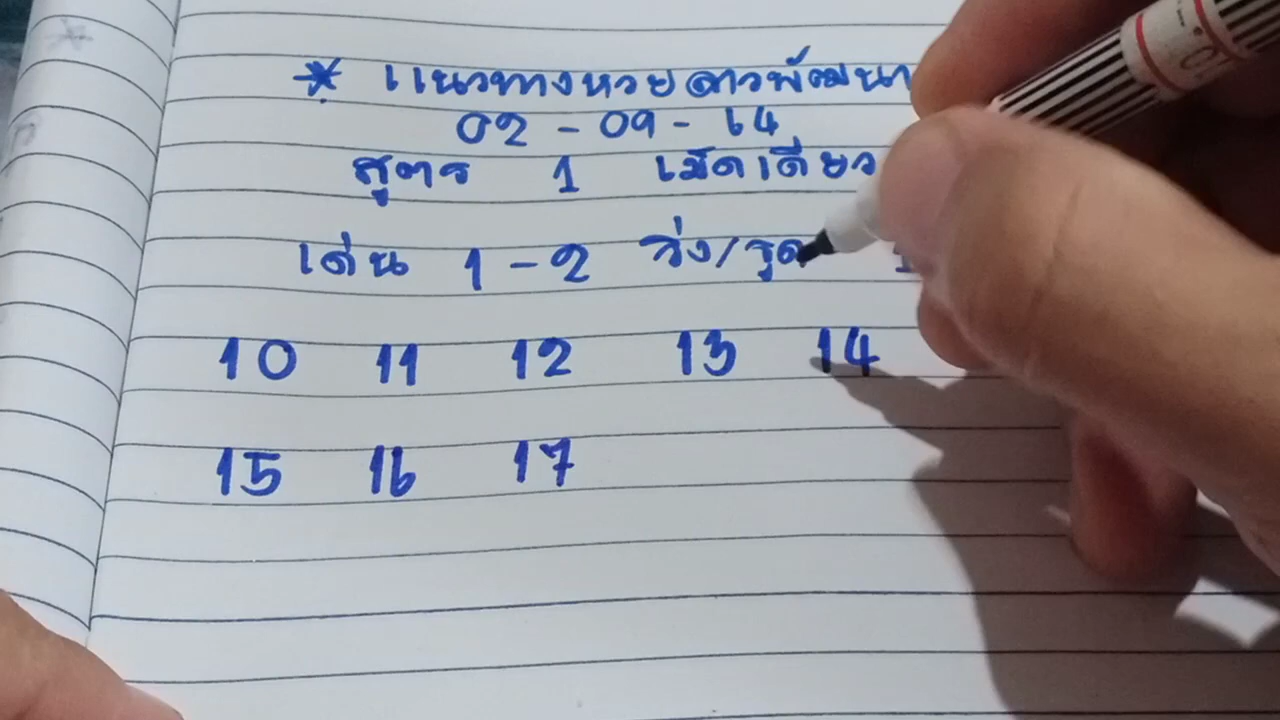 * แนวทางหวยลาวพัฒนา
02 - 09 - 64
สูตร 1 เม็ดเดียว
เด่น 1 - 2 วิ่ง/รูด 1
10 11 12 13 14
15 16 17